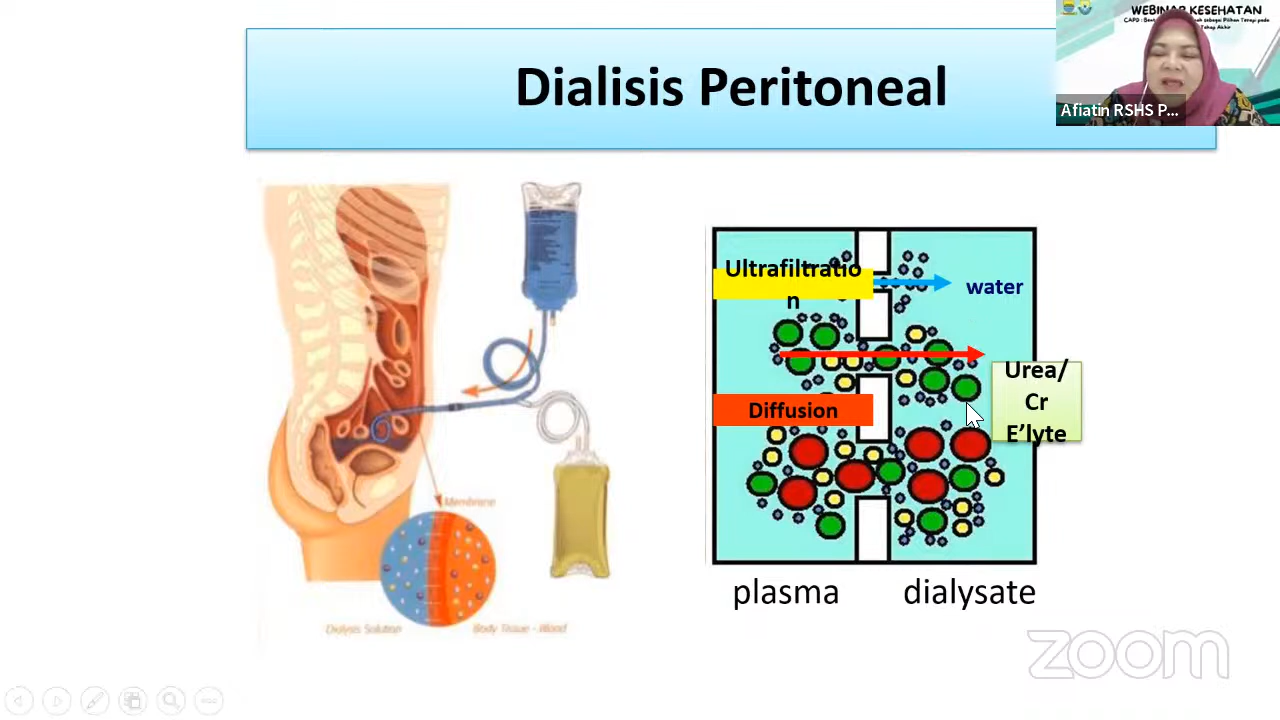 WEBINAR KESEHATAN
Dialisis Peritoneal
Afiatin RSHS P...
Ultrafiltratio
n
water
Urea/
Cr
E'lyte
Diffusion
Membrane
Dialysis Solution
Body Tissue - Blood
plasma
dialysate
zoom